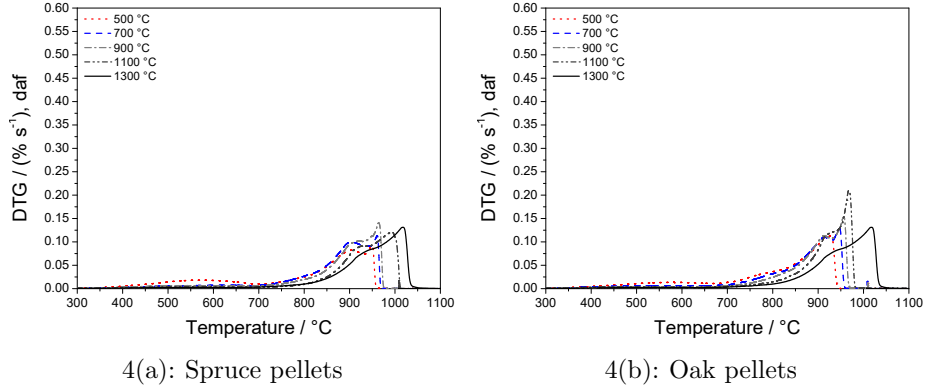 0.60
0.55
0.50
0.45
0.40
0.35
0.30
0.25
0.20
0.15
0.10
0.05
0.00
DTG / (% s⁻¹), daf
500 °C
700 °C
900 °C
1100 °C
1300 °C
300 400 500 600 700 800 900 1000 1100
Temperature / °C
4(a): Spruce pellets
0.60
0.55
0.50
0.45
0.40
0.35
0.30
0.25
0.20
0.15
0.10
0.05
0.00
DTG / (% s⁻¹), daf
500 °C
700 °C
900 °C
1100 °C
1300 °C
300 400 500 600 700 800 900 1000 1100
Temperature / °C
4(b): Oak pellets